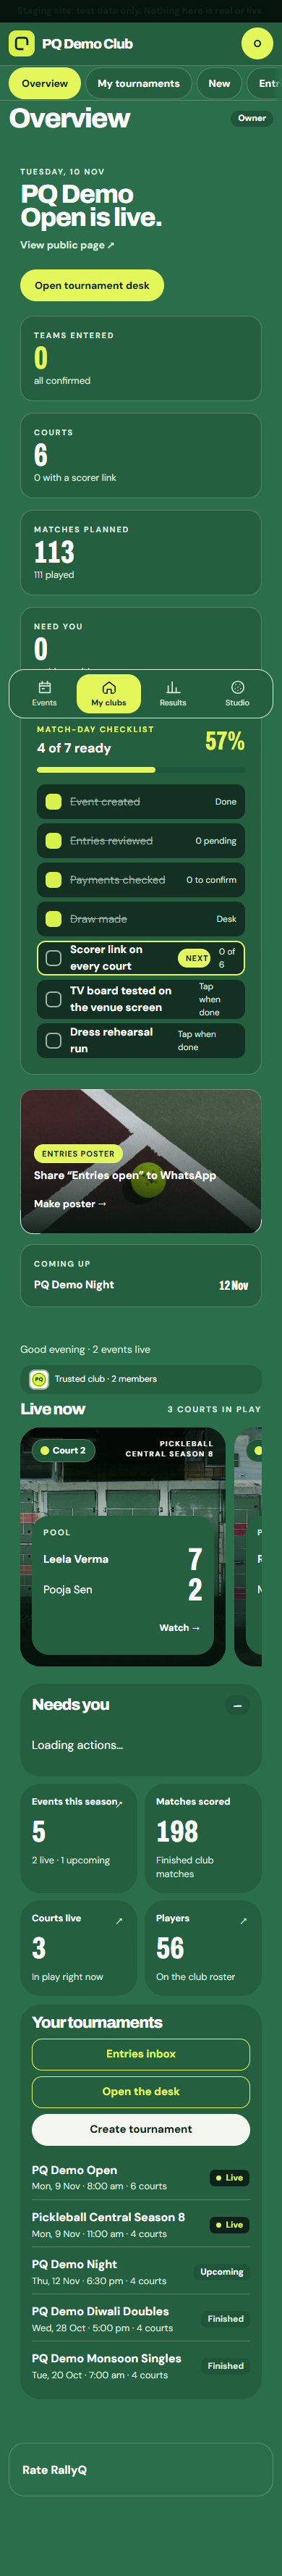 Staging site: test data only. Nothing here is real or live.
PQ Demo Club
O
Overview
My tournaments
New
Entr
Overview
Owner
TUESDAY, 10 NOV
PQ Demo
Open is live.
View public page ↗
Open tournament desk
TEAMS ENTERED
0
all confirmed
COURTS
6
0 with a scorer link
MATCHES PLANNED
113
111 played
NEED YOU
0
Events
My clubs
Results
Studio
MATCH-DAY CHECKLIST
4 of 7 ready
57%
Event created
Done
Entries reviewed
0 pending
Payments checked
0 to confirm
Draw made
Desk
Scorer link on
every court
NEXT
0 of
6
TV board tested on
the venue screen
Tap
when
done
Dress rehearsal
run
Tap when
done
ENTRIES POSTER
Share “Entries open” to WhatsApp
Make poster →
COMING UP
PQ Demo Night
12 Nov
Good evening · 2 events live
PQ
Trusted club · 2 members
Live now
3 COURTS IN PLAY
Court 2
PICKLEBALL
CENTRAL SEASON 8
POOL
Leela Verma
7
Pooja Sen
2
Watch →
Needs you
–
Loading actions…
Events this season ↗
5
2 live · 1 upcoming
Matches scored
198
Finished club
matches
Courts live ↗
3
In play right now
Players ↗
56
On the club roster
Your tournaments
Entries inbox
Open the desk
Create tournament
PQ Demo Open
Mon, 9 Nov · 8:00 am · 6 courts
Live
Pickleball Central Season 8
Mon, 9 Nov · 11:00 am · 4 courts
Live
PQ Demo Night
Thu, 12 Nov · 6:30 pm · 4 courts
Upcoming
PQ Demo Diwali Doubles
Wed, 28 Oct · 5:00 pm · 4 courts
Finished
PQ Demo Monsoon Singles
Tue, 20 Oct · 7:00 am · 4 courts
Finished
Rate RallyQ